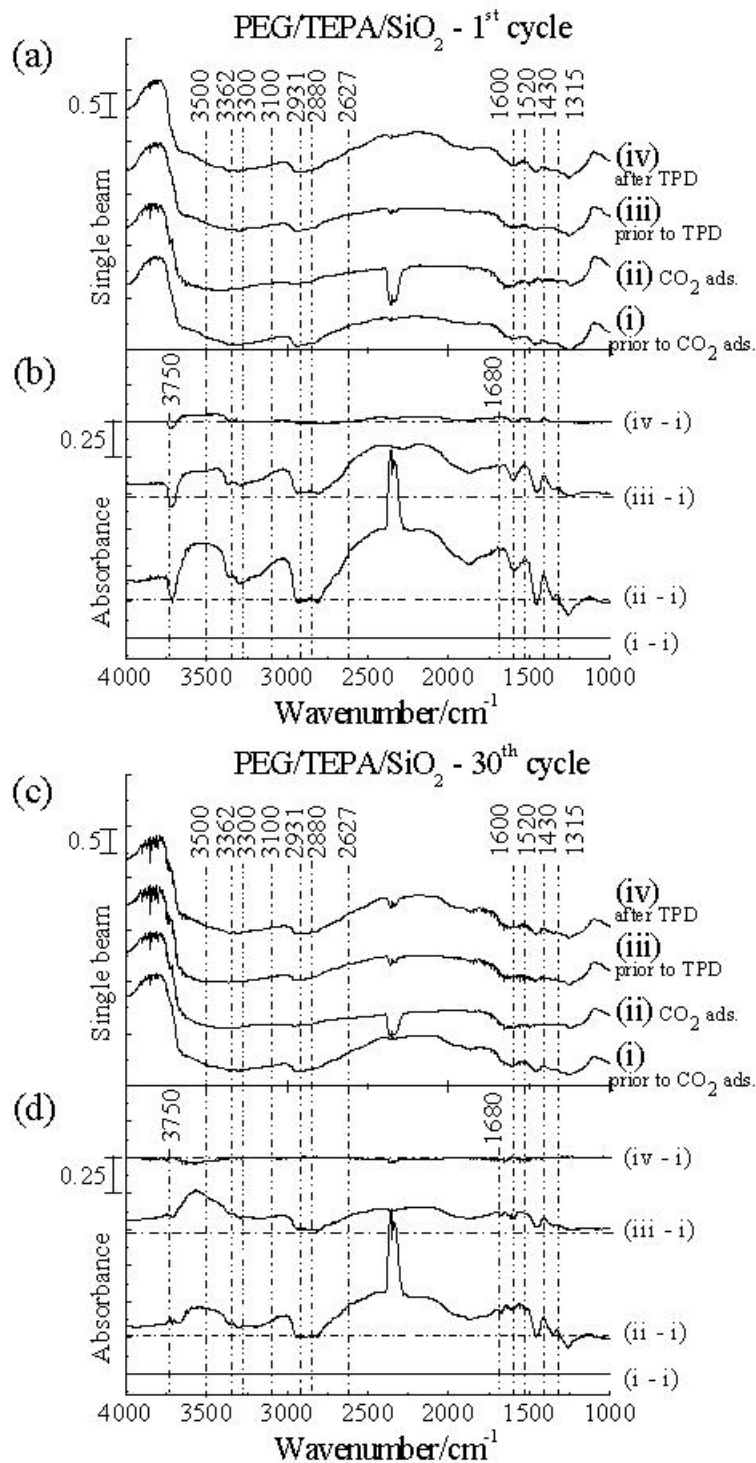 PEG/TEPA/SiO₂ - 1ˢᵗ cycle
(a)
3500 3362 3300 3100 2931 2880 2627 1600 1520 1430 1315
0.5
Single beam
(iv)
after TPD
(iii)
prior to TPD
(ii) CO₂ ads.
(i)
prior to CO₂ ads.
(b)
3750 1680
0.25
Absorbance
(iv - i)
(iii - i)
(ii - i)
(i - i)
4000 3500 3000 2500 2000 1500 1000
Wavenumber/cm⁻¹
PEG/TEPA/SiO₂ - 30ᵗʰ cycle
(c)
3500 3362 3300 3100 2931 2880 2627 1600 1520 1430 1315
0.5
Single beam
(iv)
after TPD
(iii)
prior to TPD
(ii) CO₂ ads.
(i)
prior to CO₂ ads.
(d)
3750 1680
0.25
Absorbance
(iv - i)
(iii - i)
(ii - i)
(i - i)
4000 3500 3000 2500 2000 1500 1000
Wavenumber/cm⁻¹